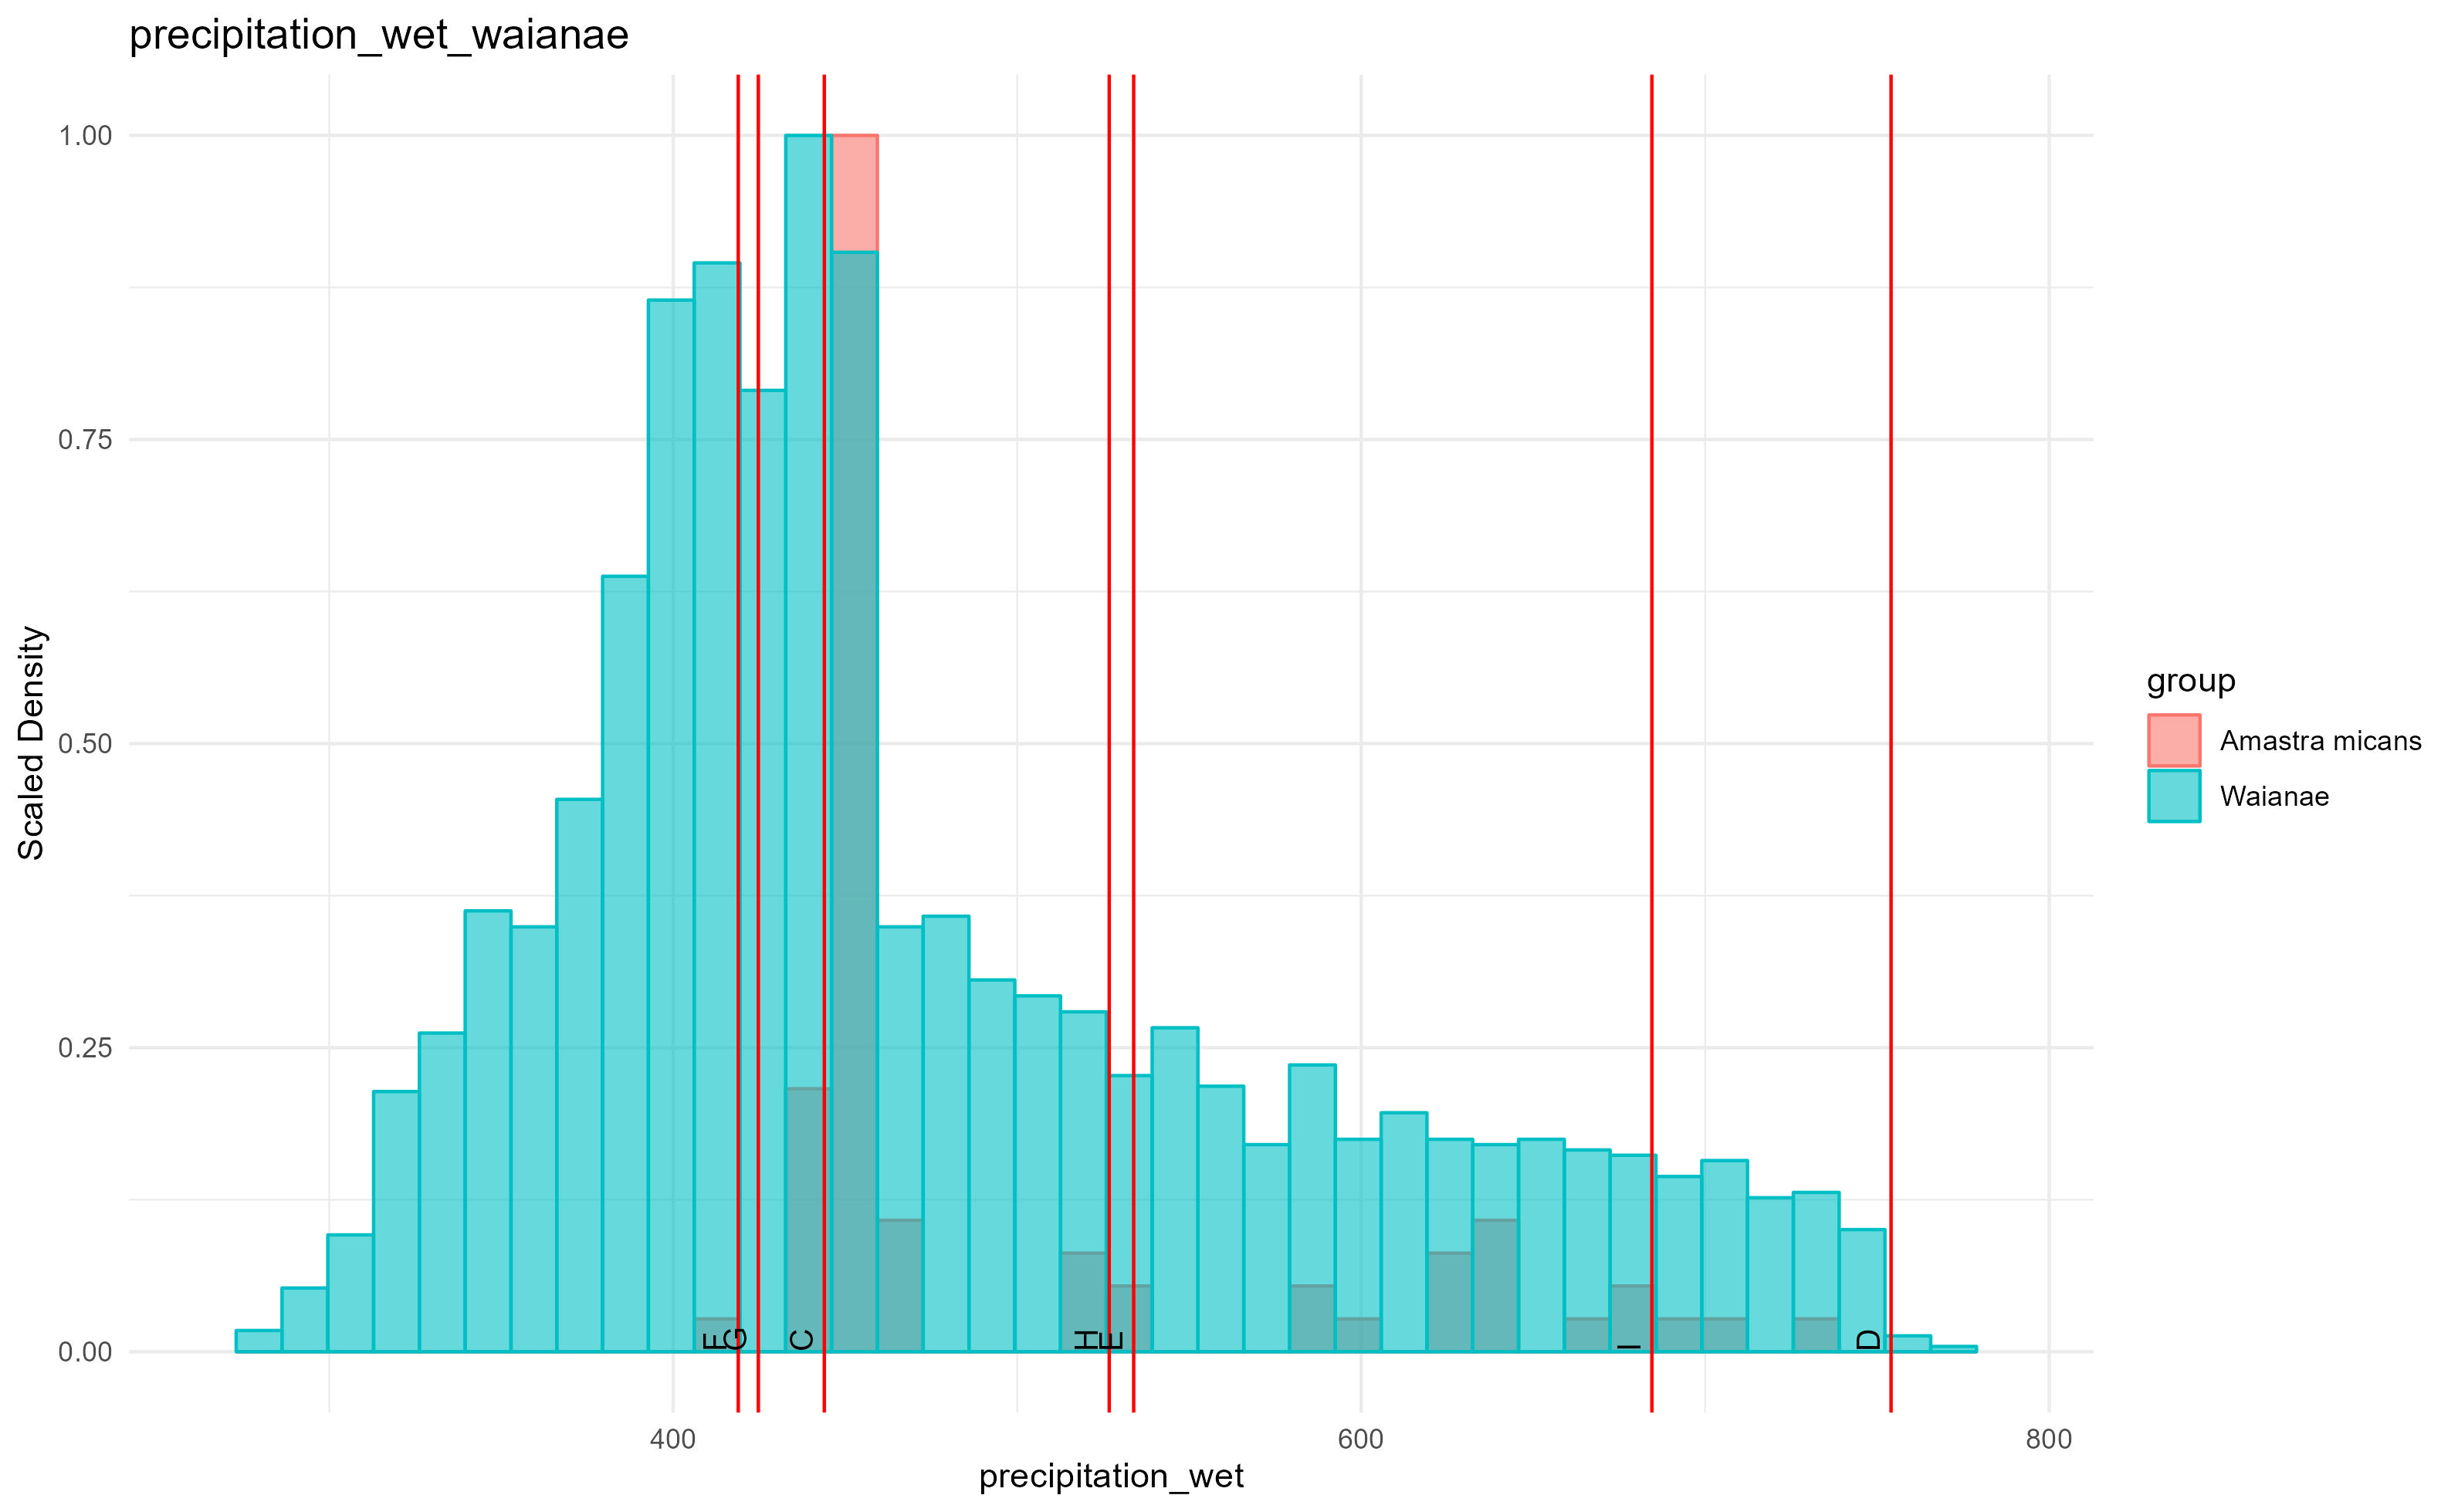 precipitation_wet_waianae
1.00
0.75
0.50
0.25
0.00
Scaled Density
F
G
C
H
E
I
D
400
600
800
precipitation_wet
group
Amastra micans
Waianae